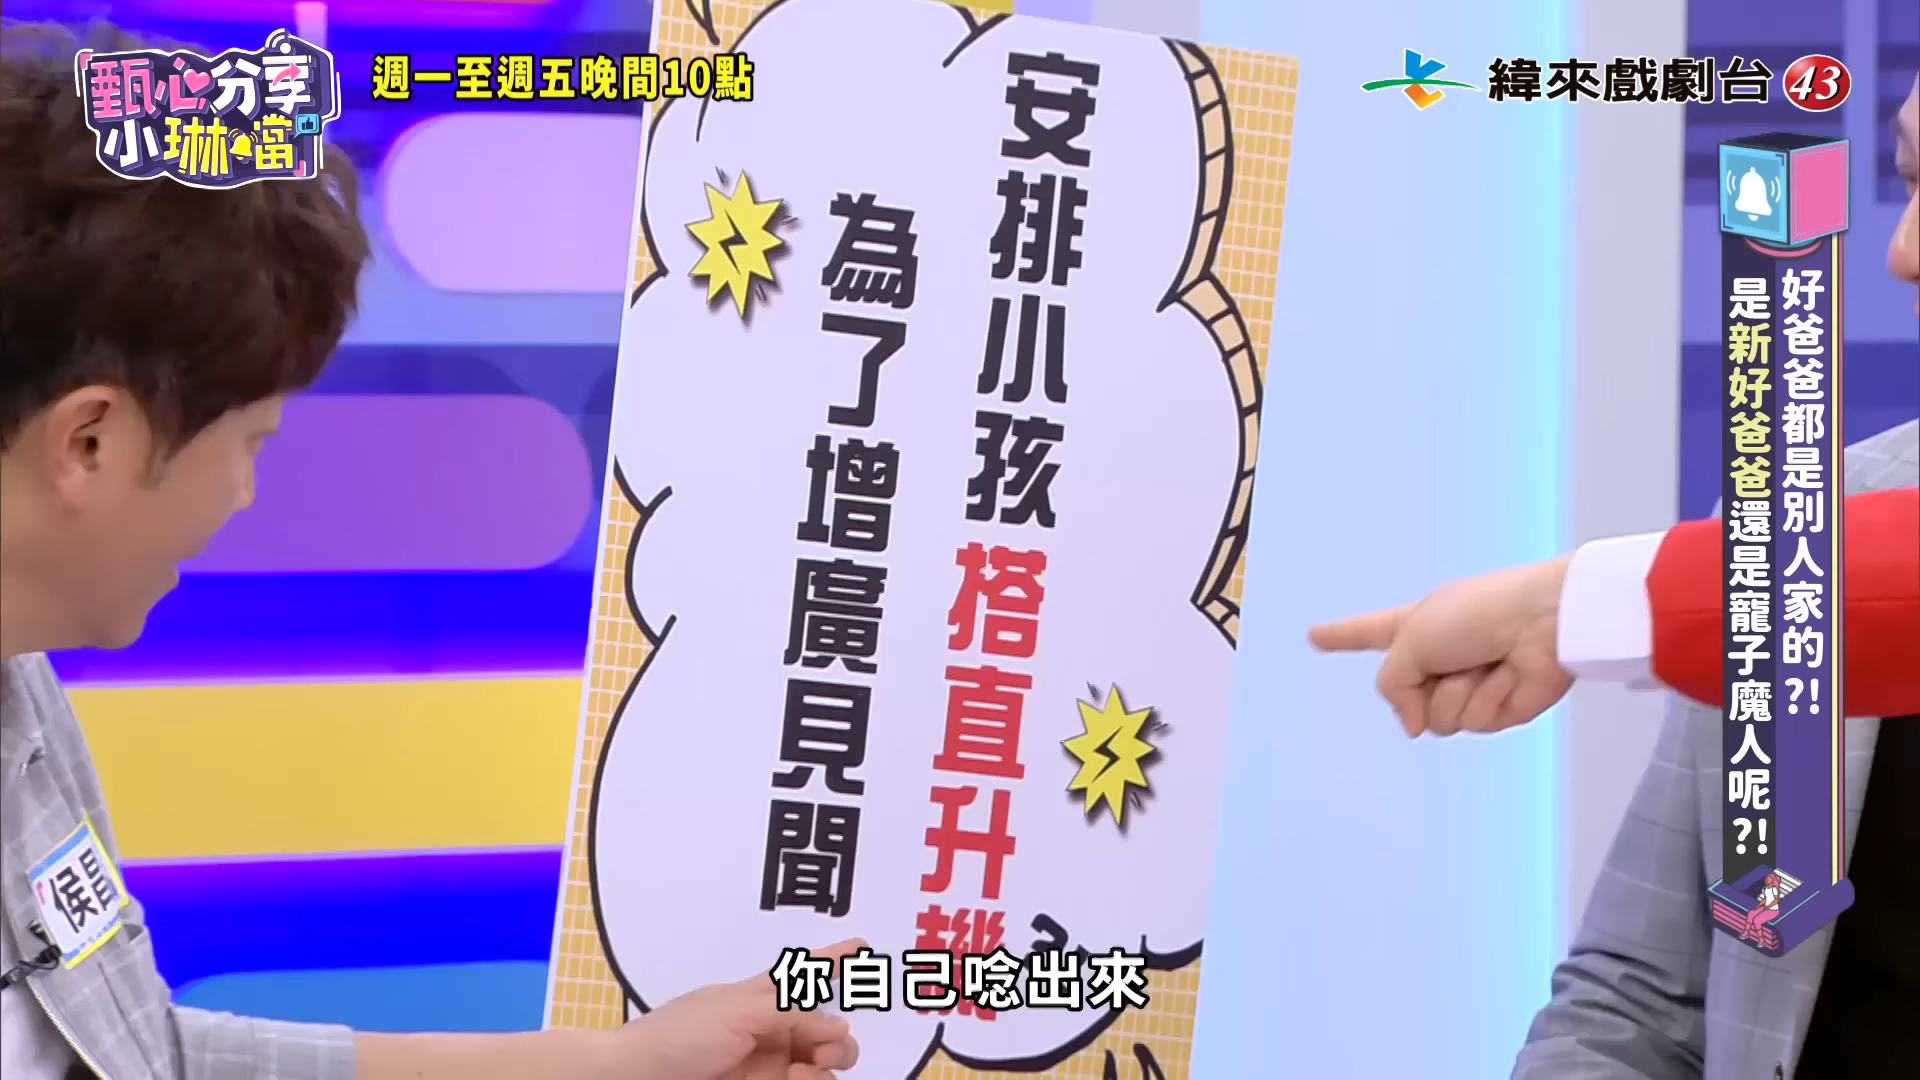 甄心分享
小琳噹
週一至週五晚間10點
緯來戲劇台 43
安排小孩搭直升機
為了增廣見聞
好爸爸都是別人家的?!
是新好爸爸還是寵子魔人呢?!
侯昌
你自己唸出來